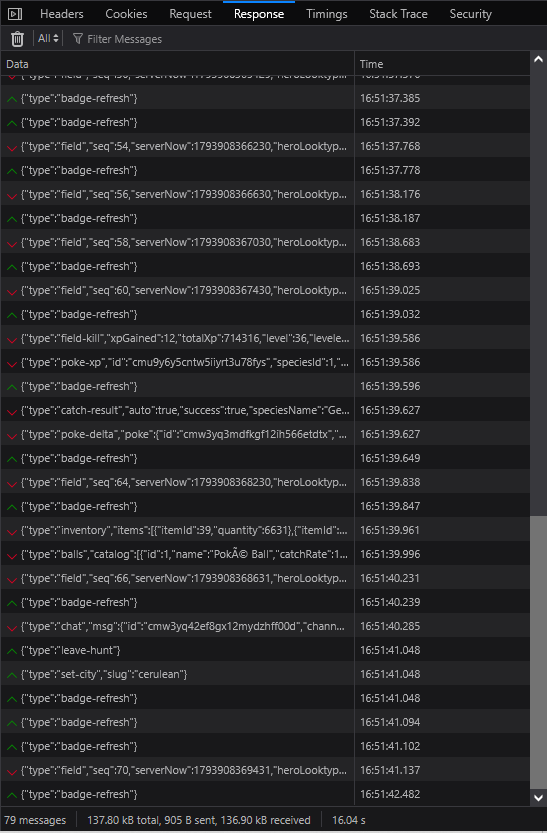 Headers Cookies Request Response Timings Stack Trace Security
All Filter Messages
Data Time
{"type":"badge-refresh"} 16:51:37.385
{"type":"badge-refresh"} 16:51:37.392
{"type":"field","seq":54,"serverNow":1793908366230,"heroLooktyp... 16:51:37.768
{"type":"badge-refresh"} 16:51:37.778
{"type":"field","seq":56,"serverNow":1793908366630,"heroLooktyp... 16:51:38.176
{"type":"badge-refresh"} 16:51:38.187
{"type":"field","seq":58,"serverNow":1793908367030,"heroLooktyp... 16:51:38.683
{"type":"badge-refresh"} 16:51:38.693
{"type":"field","seq":60,"serverNow":1793908367430,"heroLooktyp... 16:51:39.025
{"type":"badge-refresh"} 16:51:39.032
{"type":"field-kill","xpGained":12,"totalXp":714316,"level":36,"levele... 16:51:39.586
{"type":"poke-xp","id":"cmu9y6y5cntw5iiyrt3u78fys","speciesId":1,"... 16:51:39.586
{"type":"badge-refresh"} 16:51:39.596
{"type":"catch-result","auto":true,"success":true,"speciesName":"Ge... 16:51:39.627
{"type":"poke-delta","poke":{"id":"cmw3yq3mdfkgf12ih566etdtx","... 16:51:39.627
{"type":"badge-refresh"} 16:51:39.649
{"type":"field","seq":64,"serverNow":1793908368230,"heroLooktyp... 16:51:39.838
{"type":"badge-refresh"} 16:51:39.847
{"type":"inventory","items":[{"itemId":39,"quantity":6631},{"itemId":... 16:51:39.961
{"type":"balls","catalog":[{"id":1,"name":"PokÃ© Ball","catchRate":1... 16:51:39.996
{"type":"field","seq":66,"serverNow":1793908368631,"heroLooktyp... 16:51:40.231
{"type":"badge-refresh"} 16:51:40.239
{"type":"chat","msg":{"id":"cmw3yq42ef8gx12mydzhff00d","chann... 16:51:40.285
{"type":"leave-hunt"} 16:51:41.048
{"type":"set-city","slug":"cerulean"} 16:51:41.048
{"type":"badge-refresh"} 16:51:41.048
{"type":"badge-refresh"} 16:51:41.094
{"type":"badge-refresh"} 16:51:41.102
{"type":"field","seq":70,"serverNow":1793908369431,"heroLooktyp... 16:51:41.137
{"type":"badge-refresh"} 16:51:42.482
79 messages 137.80 kB total, 905 B sent, 136.90 kB received 16.04 s